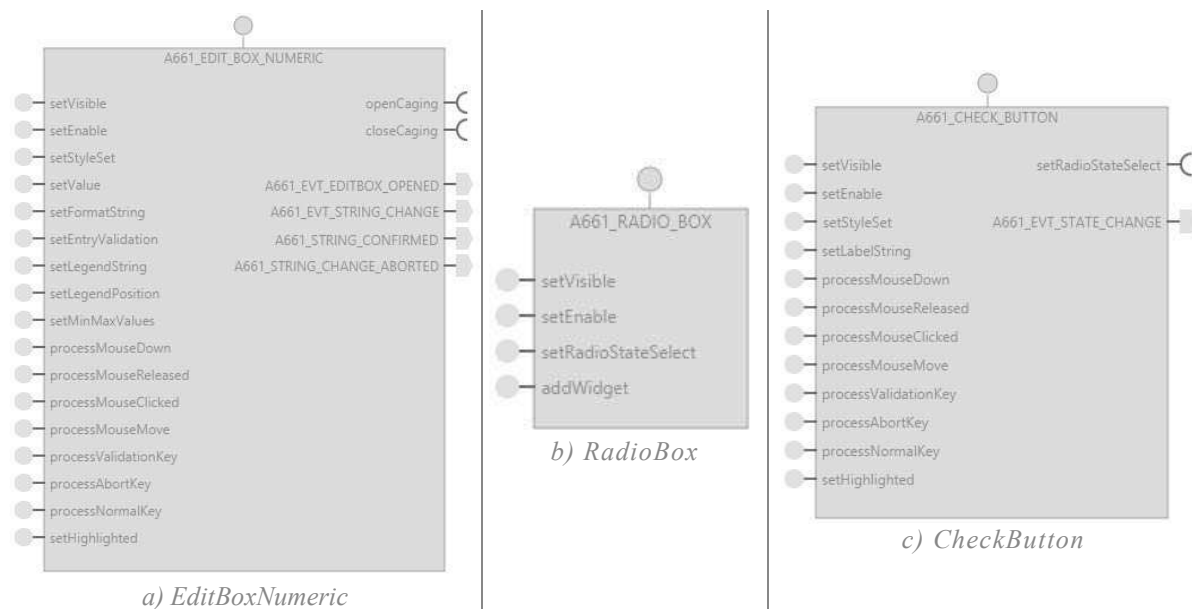 A661_EDIT_BOX_NUMERIC
setVisible
openCaging
setEnable
closeCaging
setStyleSet
setValue
A661_EVT_EDITBOX_OPENED
setFormatString
A661_EVT_STRING_CHANGE
setEntryValidation
A661_STRING_CONFIRMED
setLegendString
A661_STRING_CHANGE_ABORTED
setLegendPosition
setMinMaxValues
processMouseDown
processMouseReleased
processMouseClicked
processMouseMove
processValidationKey
processAbortKey
processNormalKey
setHighlighted
a) EditBoxNumeric
A661_RADIO_BOX
setVisible
setEnable
setRadioStateSelect
addWidget
b) RadioBox
A661_CHECK_BUTTON
setVisible
setRadioStateSelect
setEnable
setStyleSet
A661_EVT_STATE_CHANGE
setLabelString
processMouseDown
processMouseReleased
processMouseClicked
processMouseMove
processValidationKey
processAbortKey
processNormalKey
setHighlighted
c) CheckButton